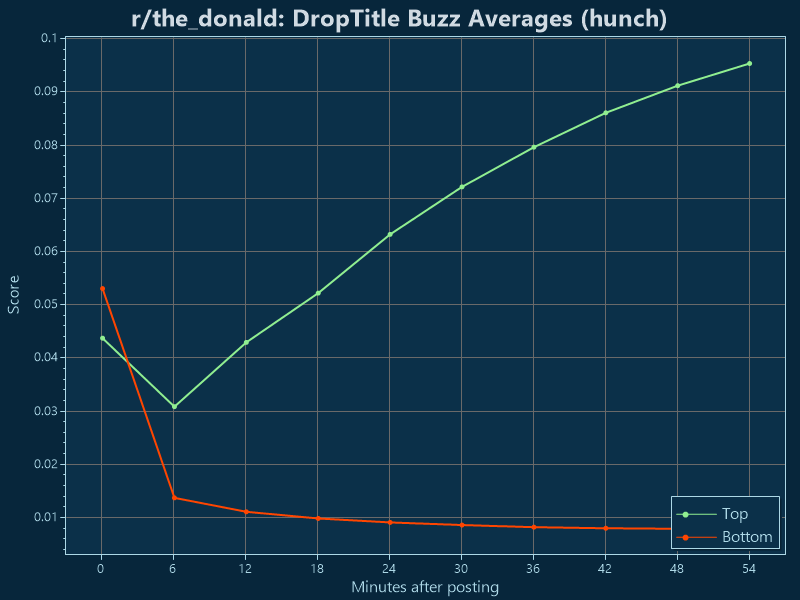 r/the_donald: DropTitle Buzz Averages (hunch)
0.1
0.09
0.08
0.07
0.06
0.05
0.04
0.03
0.02
0.01
Score
Top
Bottom
0 6 12 18 24 30 36 42 48 54
Minutes after posting